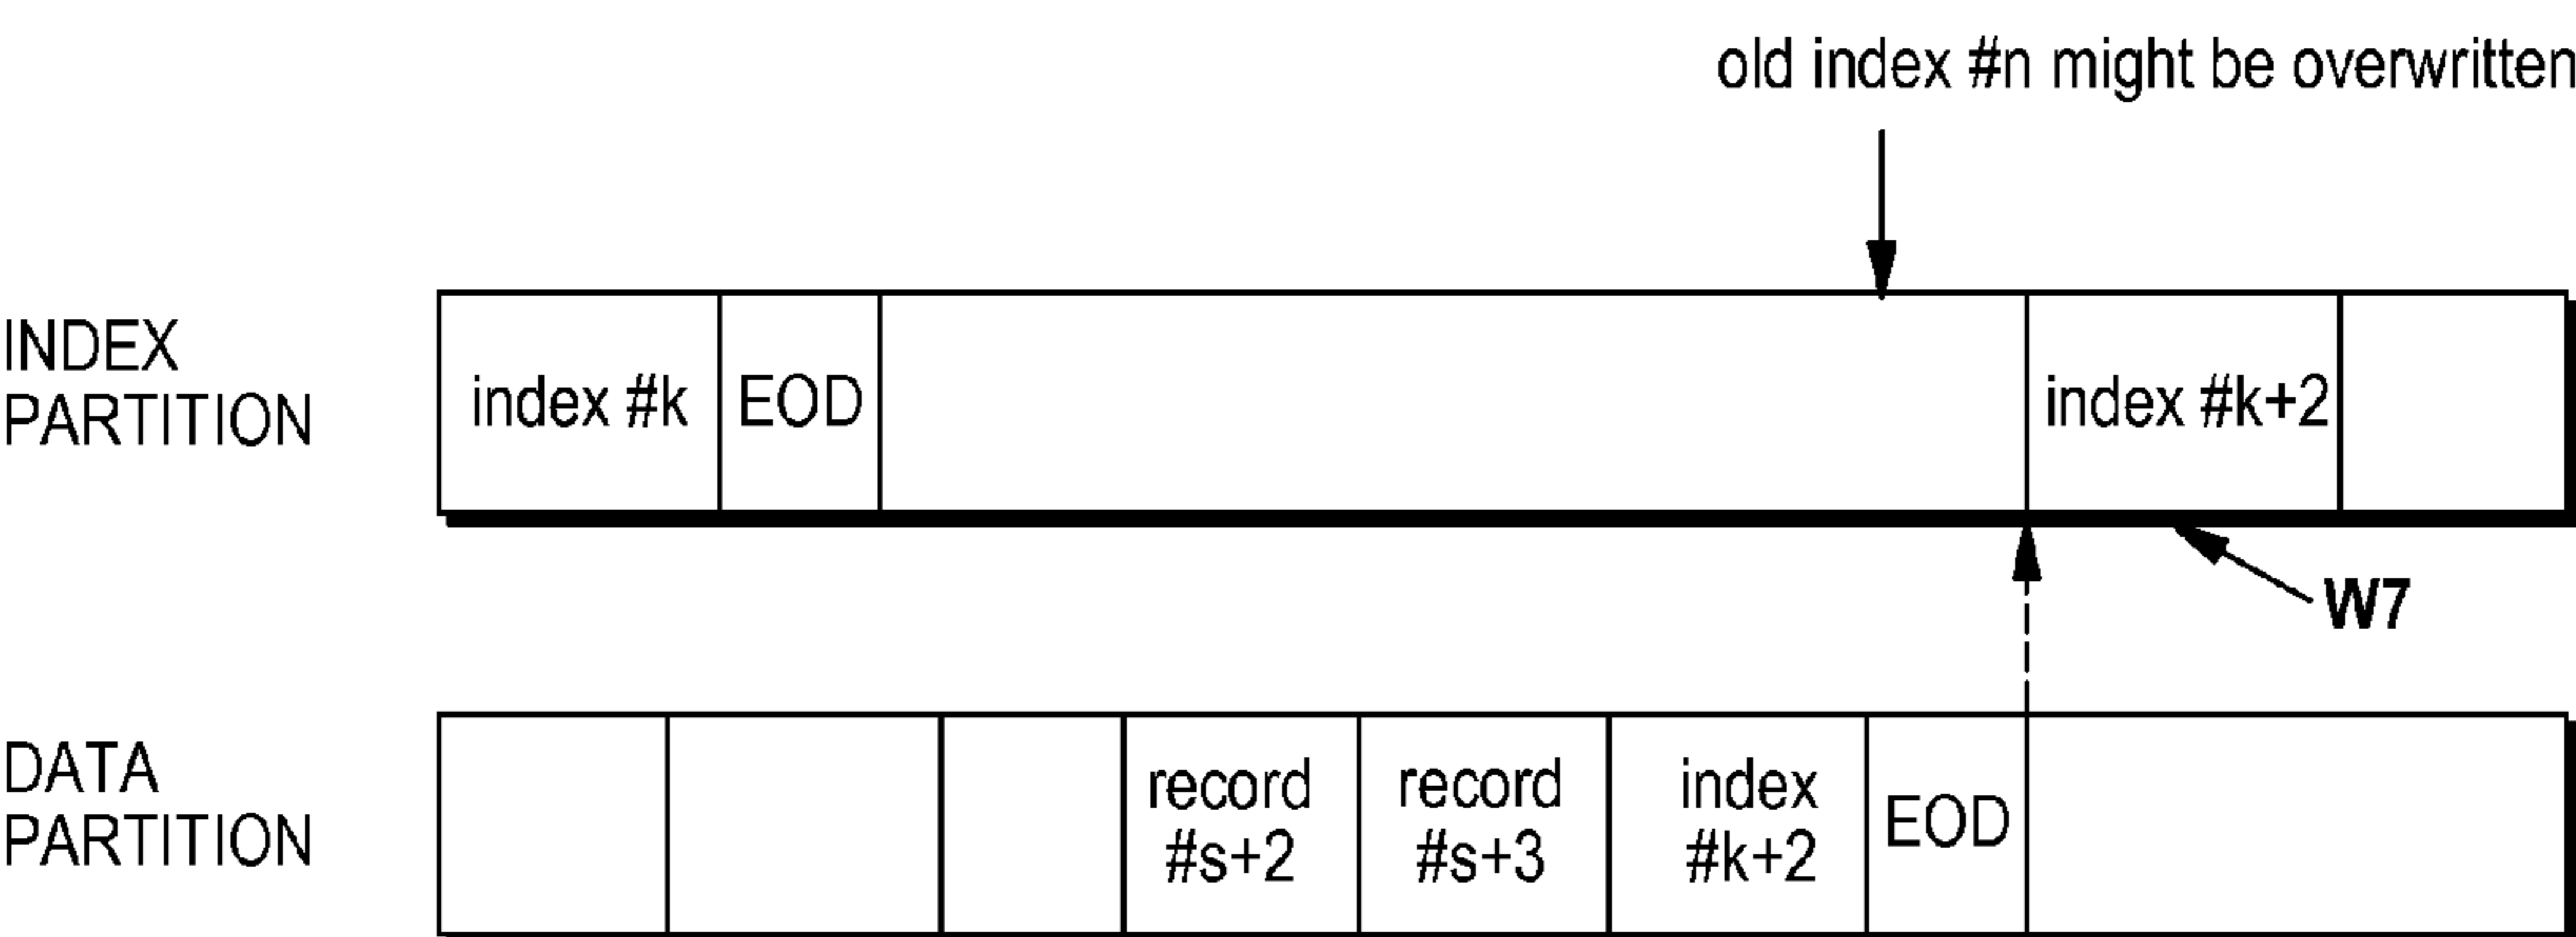 old index #n might be overwritten
INDEX
PARTITION
index #k
EOD
index #k+2
W7
DATA
PARTITION
record
#s+2
record
#s+3
index
#k+2
EOD